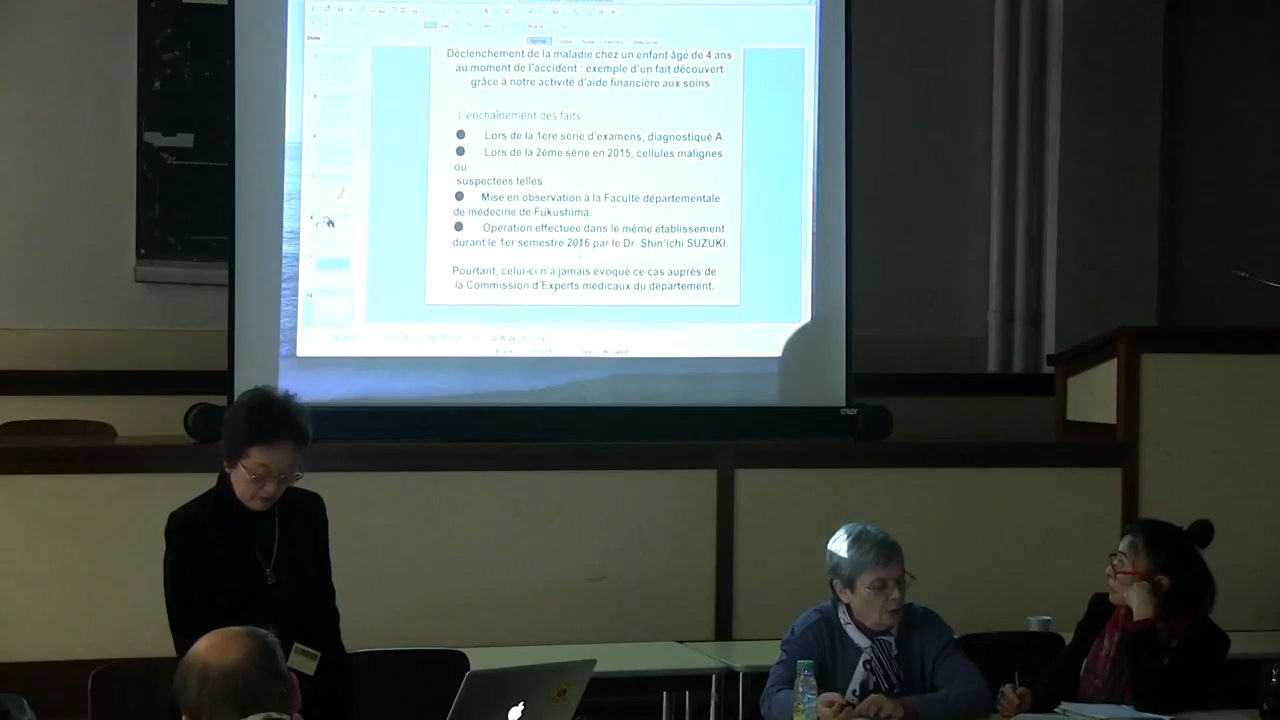 Déclenchement de la maladie chez un enfant âgé de 4 ans
au moment de l'accident : exemple d'un fait découvert
grâce à notre activité d'aide financière aux soins
L'enchaînement des faits
Lors de la 1ère série d'examens, diagnostiqué A.
Lors de la 2ème série en 2015, cellules malignes
ou
suspectées telles.
Mise en observation à la Faculté départementale
de médecine de Fukushima.
Opération effectuée dans le même établissement
durant le 1er semestre 2016 par le Dr. Shin'ichi SUZUKI.
Pourtant, celui-ci n'a jamais évoqué ce cas auprès de
la Commission d'Experts médicaux du département.